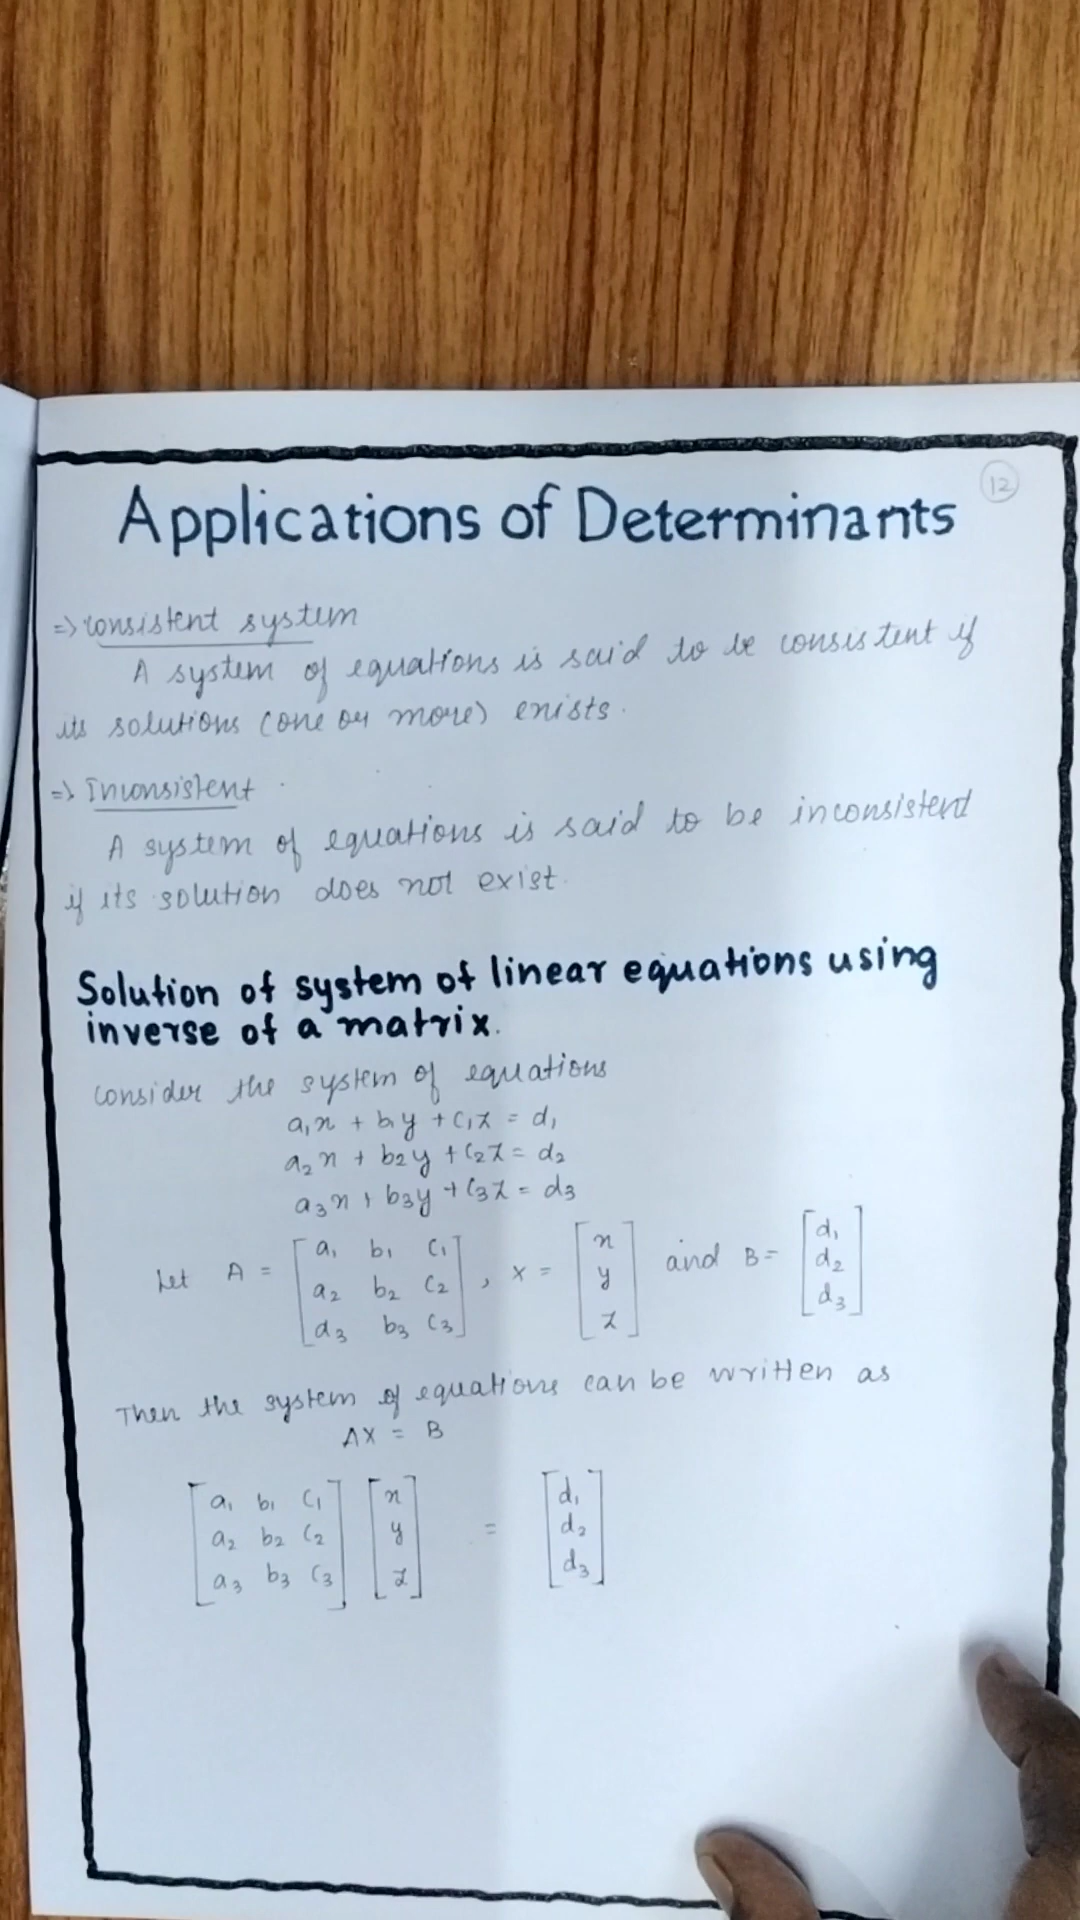 12
Applications of Determinants
=> consistent system
A system of equations is said to be consistent if
its solutions (one or more) exists.
=> Inconsistent
A system of equations is said to be inconsistent
if its solution does not exist.
Solution of system of linear equations using
inverse of a matrix.
consider the system of equations
a₁x + b₁y + c₁z = d₁
a₂x + b₂y + c₂z = d₂
a₃x + b₃y + c₃z = d₃
Let A = [a₁ b₁ c₁ a₂ b₂ c₂ a₃ b₃ c₃], X = [x y z] and B = [d₁ d₂ d₃]
Then the system of equations can be written as
AX = B
[a₁ b₁ c₁] [x] [d₁]
[a₂ b₂ c₂] [y] = [d₂]
[a₃ b₃ c₃] [z] [d₃]